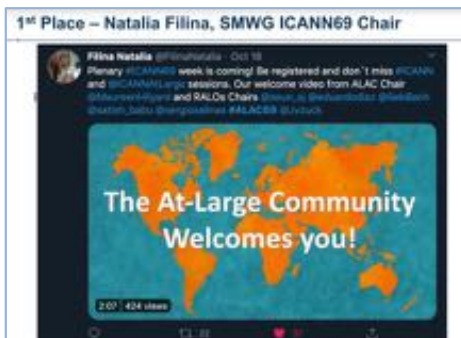 1st Place – Natalia Filina, SMWG ICANN69 Chair
Filina Natalia @FilinaNatalia · Oct 18
Plenary #ICANN69 week is coming! Be registered and don´t miss #ICANN
and @ICANNAtLarge sessions. Our welcome video from ALAC Chair
and RALOs Chairs
#ALAC69
The At-Large Community
Welcomes you!
2:07 | 424 views